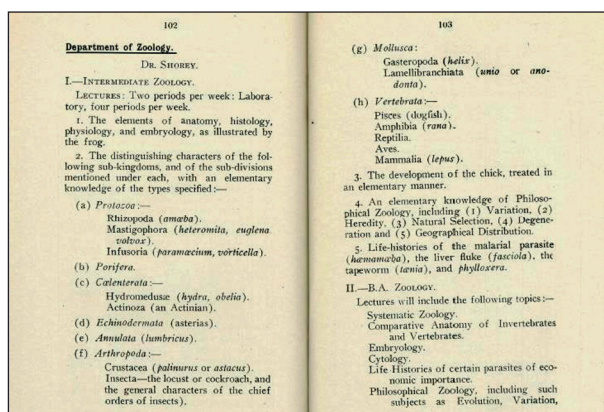 102
Department of Zoology.
DR. SHOREY.
I.—INTERMEDIATE ZOOLOGY.
LECTURES: Two periods per week: Labora-
tory, four periods per week.
1. The elements of anatomy, histology,
physiology, and embryology, as illustrated by
the frog.
2. The distinguishing characters of the fol-
lowing sub-kingdoms, and of the sub-divisions
mentioned under each, with an elementary
knowledge of the types specified:—
(a) Protozoa:—
Rhizopoda (amœba).
Mastigophora (heteromita, euglena
volvox).
Infusoria (paramœcium, vorticella).
(b) Porifera.
(c) Cœlenterata:—
Hydromedusæ (hydra, obelia).
Actinoza (an Actinian).
(d) Echinodermata (asterias).
(e) Annulata (lumbricus).
(f) Arthropoda:—
Crustacea (palinurus or astacus).
Insecta—the locust or cockroach, and
the general characters of the chief
orders of insects).
103
(g) Mollusca:
Gasteropoda (helix).
Lamellibranchiata (unio or ano-
donta).
(h) Vertebrata:—
Pisces (dogfish).
Amphibia (rana).
Reptilia.
Aves.
Mammalia (lepus).
3. The development of the chick, treated in
an elementary manner.
4. An elementary knowledge of Philoso-
phical Zoology, including (1) Variation, (2)
Heredity, (3) Natural Selection, (4) Degene-
ration and (5) Geographical Distribution.
5. Life-histories of the malarial parasite
(hæmamœba), the liver fluke (fasciola), the
tapeworm (tænia), and phylloxera.
II.—B.A. ZOOLOGY.
Lectures will include the following topics:—
Systematic Zoology.
Comparative Anatomy of Invertebrates
and Vertebrates.
Embryology.
Cytology.
Life Histories of certain parasites of eco-
nomic importance.
Philosophical Zoology, including such
subjects as Evolution, Variation,